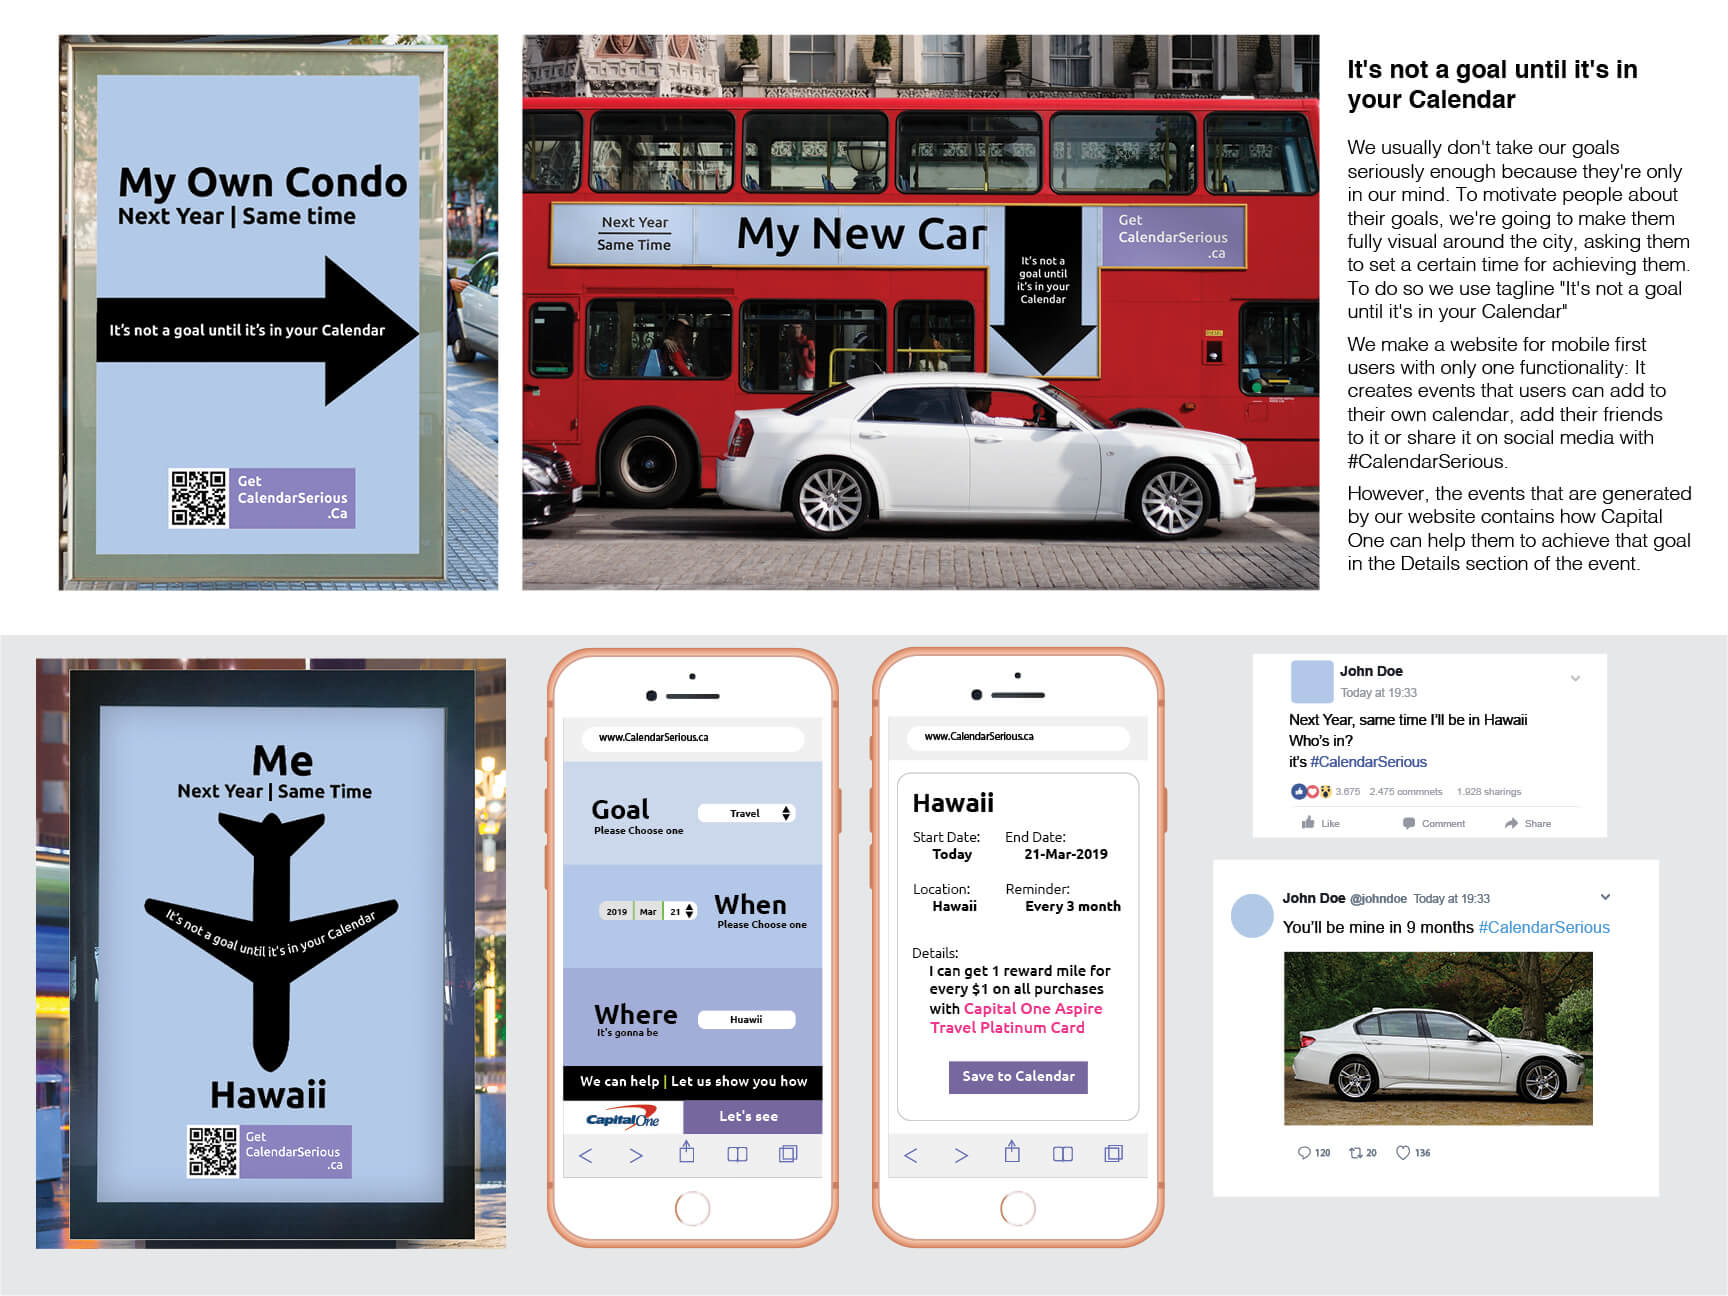 My Own Condo
Next Year | Same time
It's not a goal until it's in your Calendar
Get
CalendarSerious
.Ca
Next Year
Same Time
My New Car
It's not a
goal until
it's in your
Calendar
Get
CalendarSerious
.ca
It's not a goal until it's in
your Calendar
We usually don't take our goals
seriously enough because they're only
in our mind. To motivate people about
their goals, we're going to make them
fully visual around the city, asking them
to set a certain time for achieving them.
To do so we use tagline "It's not a goal
until it's in your Calendar"
We make a website for mobile first
users with only one functionality: It
creates events that users can add to
their own calendar, add their friends
to it or share it on social media with
#CalendarSerious.
However, the events that are generated
by our website contains how Capital
One can help them to achieve that goal
in the Details section of the event.
Me
Next Year | Same Time
It's not a goal until it's in your Calendar
Hawaii
Get
CalendarSerious
.ca
www.CalendarSerious.ca
Goal
Please Choose one
Travel
2019 Mar 21
When
Please Choose one
Where
It's gonna be
Huawii
We can help | Let us show you how
CapitalOne
Let's see
www.CalendarSerious.ca
Hawaii
Start Date: End Date:
Today 21-Mar-2019
Location: Reminder:
Hawaii Every 3 month
Details:
I can get 1 reward mile for
every $1 on all purchases
with Capital One Aspire
Travel Platinum Card
Save to Calendar
John Doe
Today at 19:33
Next Year, same time I'll be in Hawaii
Who's in?
it's #CalendarSerious
3.675 2.475 commnets 1.928 sharings
Like Comment Share
John Doe @johndoe Today at 19:33
You'll be mine in 9 months #CalendarSerious
120 20 136